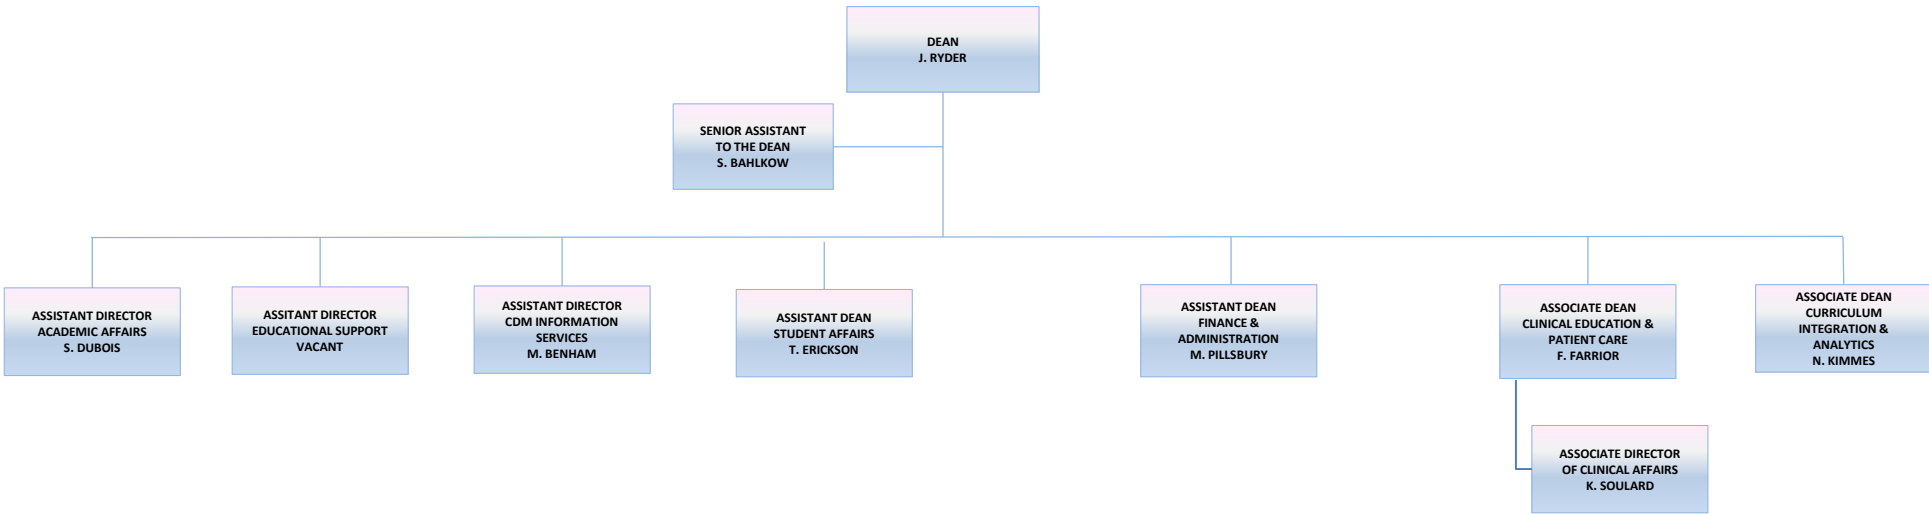 DEAN
J. RYDER
SENIOR ASSISTANT
TO THE DEAN
S. BAHLKOW
ASSISTANT DIRECTOR
ACADEMIC AFFAIRS
S. DUBOIS
ASSITANT DIRECTOR
EDUCATIONAL SUPPORT
VACANT
ASSISTANT DIRECTOR
CDM INFORMATION
SERVICES
M. BENHAM
ASSISTANT DEAN
STUDENT AFFAIRS
T. ERICKSON
ASSISTANT DEAN
FINANCE &
ADMINISTRATION
M. PILLSBURY
ASSOCIATE DEAN
CLINICAL EDUCATION &
PATIENT CARE
F. FARRIOR
ASSOCIATE DEAN
CURRICULUM
INTEGRATION &
ANALYTICS
N. KIMMES
ASSOCIATE DIRECTOR
OF CLINICAL AFFAIRS
K. SOULARD